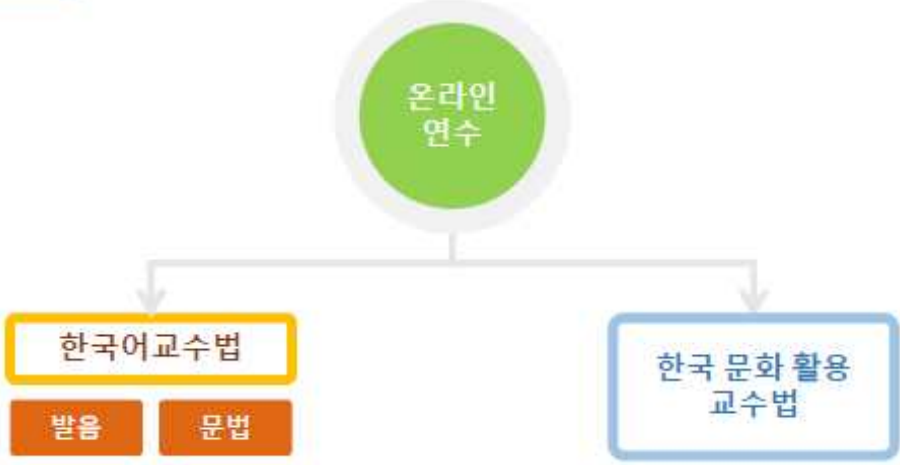 온라인
연수
한국어교수법
발음 문법
한국 문화 활용
교수법